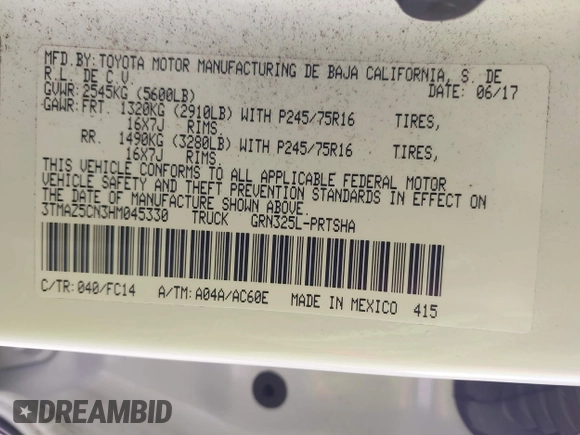 MFD.BY:TOYOTA MOTOR MANUFACTURING DE BAJA CALIFORNIA, S. DE
R.L. DE C.V. DATE: 06/17
GVWR:2545KG (5600LB)
GAWR:FRT. 1320KG (2910LB) WITH P245/75R16 TIRES,
16X7J RIMS.
RR. 1490KG (3280LB) WITH P245/75R16 TIRES,
16X7J RIMS.
THIS VEHICLE CONFORMS TO ALL APPLICABLE FEDERAL MOTOR
VEHICLE SAFETY AND THEFT PREVENTION STANDARDS IN EFFECT ON
THE DATE OF MANUFACTURE SHOWN ABOVE.
3TMAZ5CN3HM045330 TRUCK GRN325L-PRTSHA
C/TR:040/FC14 A/TM:A04A/AC60E MADE IN MEXICO 415
DREAMBID